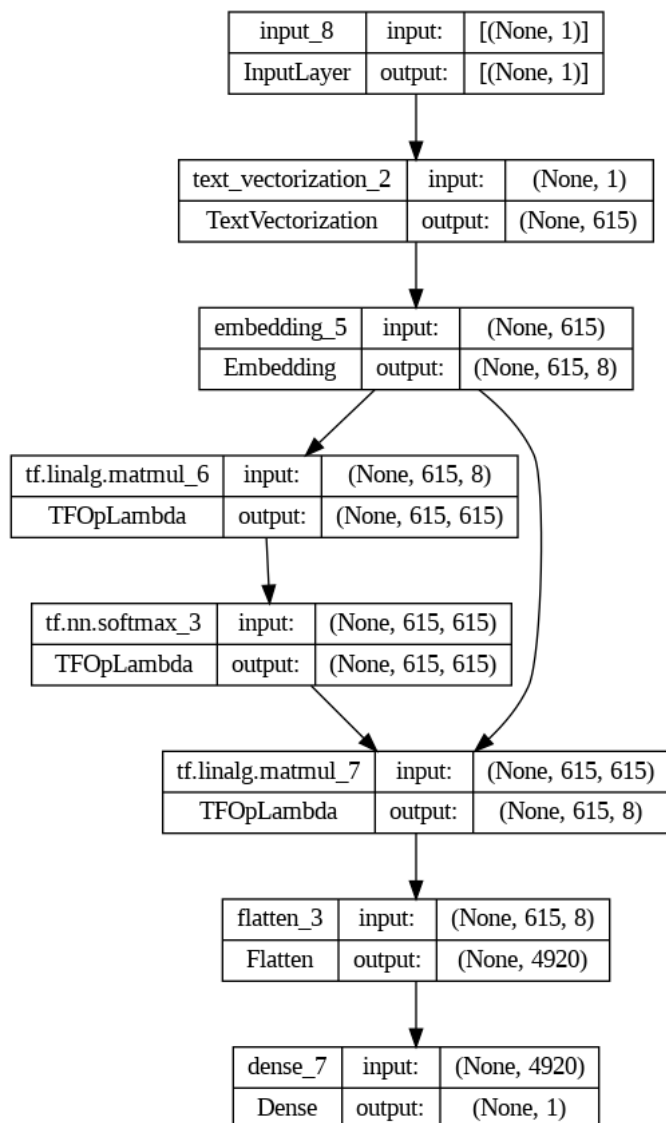 input_8 input: [(None, 1)]
InputLayer output: [(None, 1)]
text_vectorization_2 input: (None, 1)
TextVectorization output: (None, 615)
embedding_5 input: (None, 615)
Embedding output: (None, 615, 8)
tf.linalg.matmul_6 input: (None, 615, 8)
TFOpLambda output: (None, 615, 615)
tf.nn.softmax_3 input: (None, 615, 615)
TFOpLambda output: (None, 615, 615)
tf.linalg.matmul_7 input: (None, 615, 615)
TFOpLambda output: (None, 615, 8)
flatten_3 input: (None, 615, 8)
Flatten output: (None, 4920)
dense_7 input: (None, 4920)
Dense output: (None, 1)